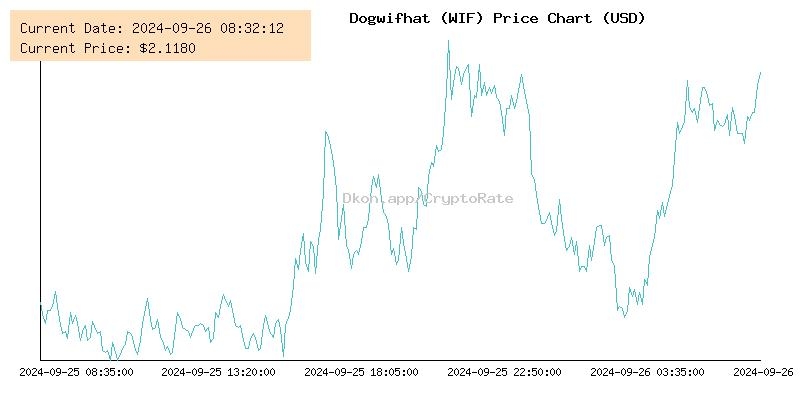 Dogwifhat (WIF) Price Chart (USD)
Current Date: 2024-09-26 08:32:12
Current Price: $2.1180
Dkon.app/CryptoRate
2024-09-25 08:35:00 2024-09-25 13:20:00 2024-09-25 18:05:00 2024-09-25 22:50:00 2024-09-26 03:35:00 2024-09-26